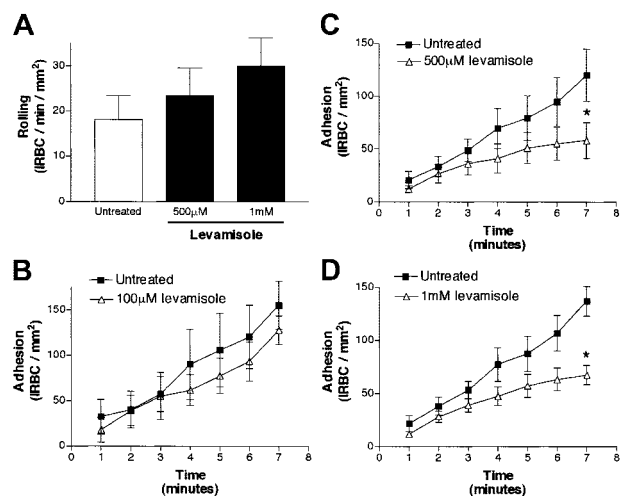 A
Rolling
(IRBC / min / mm²)
30
20
10
0
Untreated
500μM
1mM
Levamisole
B
Untreated
100μM levamisole
Adhesion
(IRBC / mm²)
150
100
50
0
0 1 2 3 4 5 6 7 8
Time
(minutes)
C
Untreated
500μM levamisole
Adhesion
(IRBC / mm²)
150
100
50
0
*
0 1 2 3 4 5 6 7 8
Time
(minutes)
D
Untreated
1mM levamisole
Adhesion
(IRBC / mm²)
150
100
50
0
*
0 1 2 3 4 5 6 7 8
Time
(minutes)